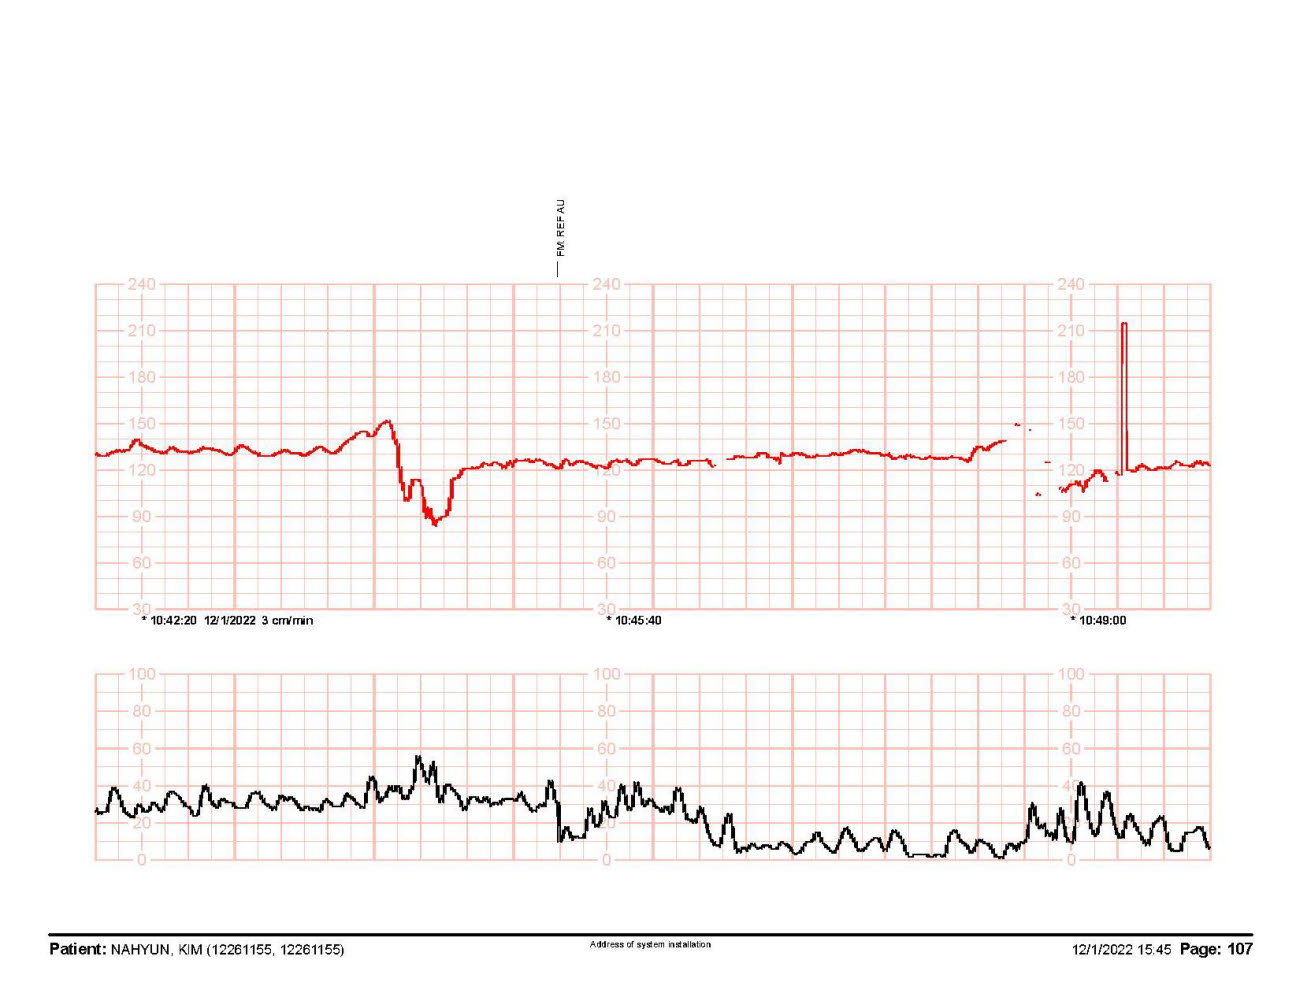 FM: REF AU
240 240 240
210 210 210
180 180 180
150 150 150
120 120 120
90 90 90
60 60 60
30 30 30
* 10:42:20 12/1/2022 3 cm/min * 10:45:40 * 10:49:00
100 100 100
80 80 80
60 60 60
40 40 40
20 20 20
0 0 0
Patient: NAHYUN, KIM (12261155, 12261155) Address of system installation 12/1/2022 15:45 Page: 107